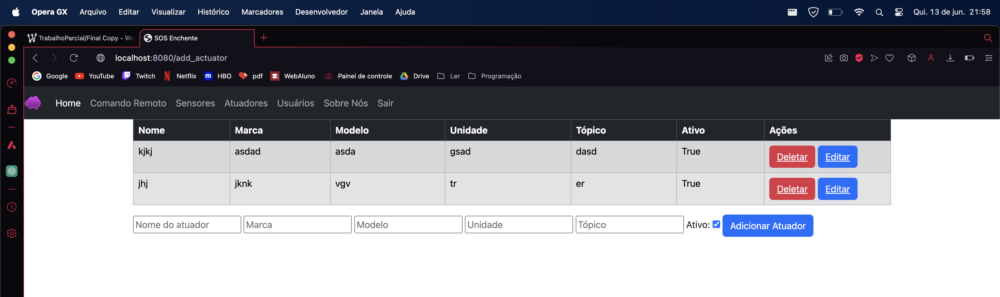 Opera GX Arquivo Editar Visualizar Histórico Marcadores Desenvolvedor Janela Ajuda Qui. 13 de jun. 21:58
TrabalhoParcial/Final Copy - Wo SOS Enchente
localhost:8080/add_actuator
Google YouTube Twitch Netflix m HBO pdf WebAluno Painel de controle Drive Ler Programação
Home Comando Remoto Sensores Atuadores Usuários Sobre Nós Sair
Nome Marca Modelo Unidade Tópico Ativo Ações
kjkj asdad asda gsad dasd True Deletar Editar
jhj jknk vgv tr er True Deletar Editar
Nome do atuador Marca Modelo Unidade Tópico Ativo: Adicionar Atuador